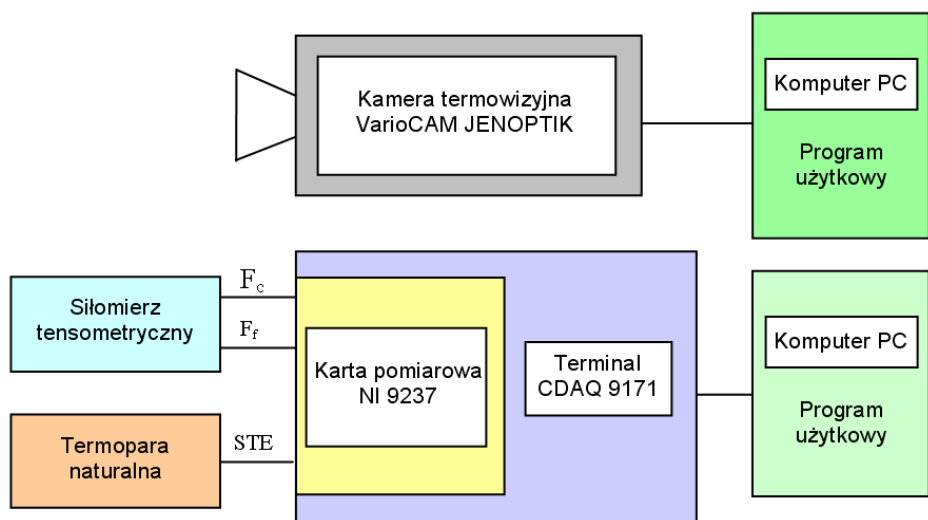 Kamera termowizyjna
VarioCAM JENOPTIK
Komputer PC
Program
użytkowy
Siłomierz
tensometryczny
Fc
Ff
Termopara
naturalna
STE
Karta pomiarowa
NI 9237
Terminal
CDAQ 9171
Komputer PC
Program
użytkowy